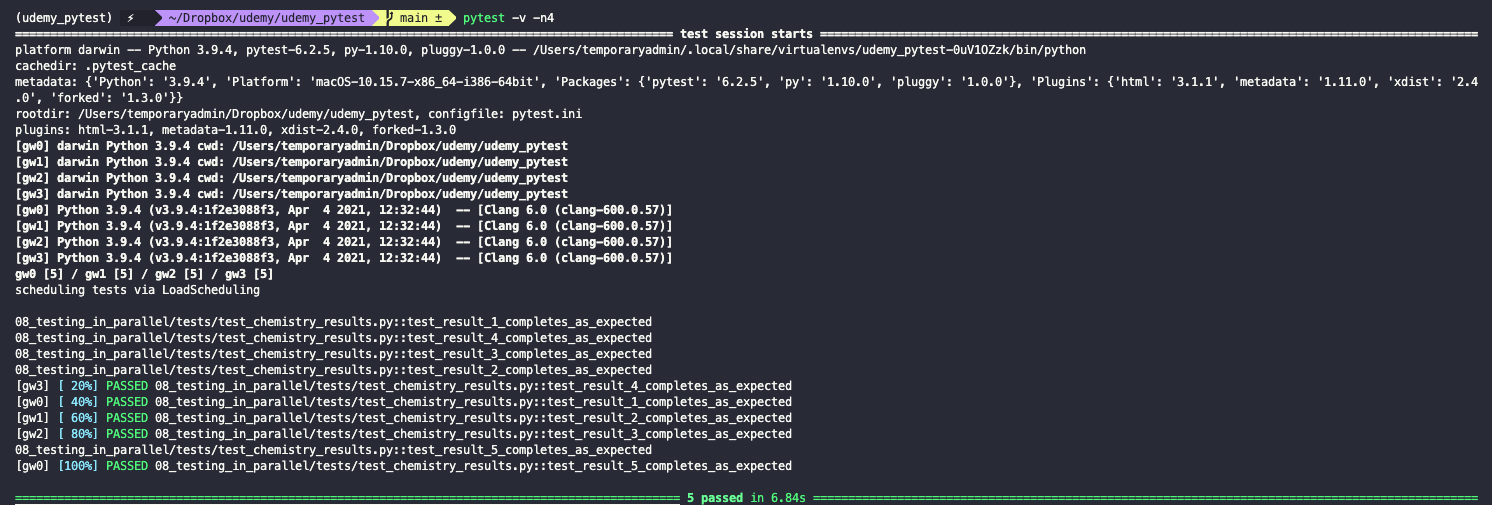 (udemy_pytest) ⚡ ~/Dropbox/udemy/udemy_pytest main ± pytest -v -n4
test session starts
platform darwin -- Python 3.9.4, pytest-6.2.5, py-1.10.0, pluggy-1.0.0 -- /Users/temporaryadmin/.local/share/virtualenvs/udemy_pytest-0uV1OZzk/bin/python
cachedir: .pytest_cache
metadata: {'Python': '3.9.4', 'Platform': 'macOS-10.15.7-x86_64-i386-64bit', 'Packages': {'pytest': '6.2.5', 'py': '1.10.0', 'pluggy': '1.0.0'}, 'Plugins': {'html': '3.1.1', 'metadata': '1.11.0', 'xdist': '2.4
.0', 'forked': '1.3.0'}}
rootdir: /Users/temporaryadmin/Dropbox/udemy/udemy_pytest, configfile: pytest.ini
plugins: html-3.1.1, metadata-1.11.0, xdist-2.4.0, forked-1.3.0
[gw0] darwin Python 3.9.4 cwd: /Users/temporaryadmin/Dropbox/udemy/udemy_pytest
[gw1] darwin Python 3.9.4 cwd: /Users/temporaryadmin/Dropbox/udemy/udemy_pytest
[gw2] darwin Python 3.9.4 cwd: /Users/temporaryadmin/Dropbox/udemy/udemy_pytest
[gw3] darwin Python 3.9.4 cwd: /Users/temporaryadmin/Dropbox/udemy/udemy_pytest
[gw0] Python 3.9.4 (v3.9.4:1f2e3088f3, Apr  4 2021, 12:32:44)  -- [Clang 6.0 (clang-600.0.57)]
[gw1] Python 3.9.4 (v3.9.4:1f2e3088f3, Apr  4 2021, 12:32:44)  -- [Clang 6.0 (clang-600.0.57)]
[gw2] Python 3.9.4 (v3.9.4:1f2e3088f3, Apr  4 2021, 12:32:44)  -- [Clang 6.0 (clang-600.0.57)]
[gw3] Python 3.9.4 (v3.9.4:1f2e3088f3, Apr  4 2021, 12:32:44)  -- [Clang 6.0 (clang-600.0.57)]
gw0 [5] / gw1 [5] / gw2 [5] / gw3 [5]
scheduling tests via LoadScheduling
08_testing_in_parallel/tests/test_chemistry_results.py::test_result_1_completes_as_expected
08_testing_in_parallel/tests/test_chemistry_results.py::test_result_4_completes_as_expected
08_testing_in_parallel/tests/test_chemistry_results.py::test_result_3_completes_as_expected
08_testing_in_parallel/tests/test_chemistry_results.py::test_result_2_completes_as_expected
[gw3] [ 20%] PASSED 08_testing_in_parallel/tests/test_chemistry_results.py::test_result_4_completes_as_expected
[gw0] [ 40%] PASSED 08_testing_in_parallel/tests/test_chemistry_results.py::test_result_1_completes_as_expected
[gw1] [ 60%] PASSED 08_testing_in_parallel/tests/test_chemistry_results.py::test_result_2_completes_as_expected
[gw2] [ 80%] PASSED 08_testing_in_parallel/tests/test_chemistry_results.py::test_result_3_completes_as_expected
08_testing_in_parallel/tests/test_chemistry_results.py::test_result_5_completes_as_expected
[gw0] [100%] PASSED 08_testing_in_parallel/tests/test_chemistry_results.py::test_result_5_completes_as_expected
5 passed in 6.84s